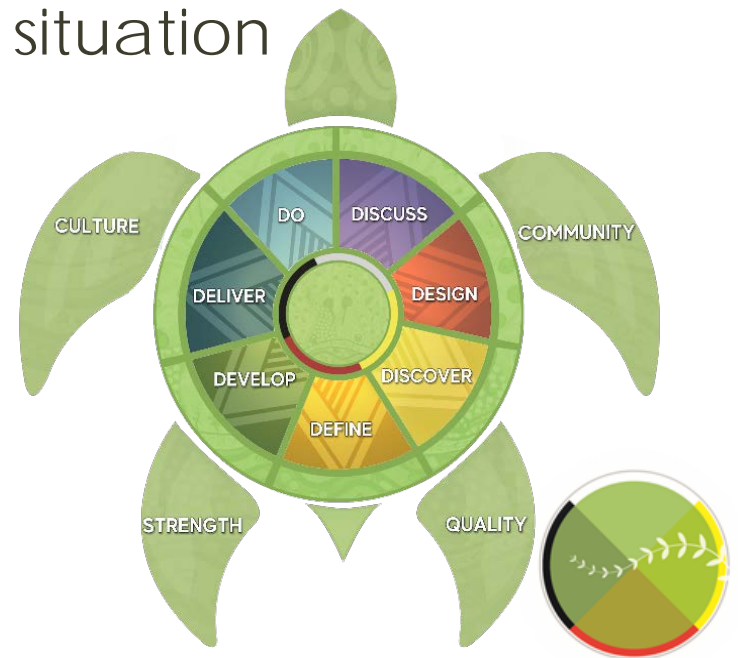 situation
CULTURE
COMMUNITY
DO
DISCUSS
DELIVER
DESIGN
DEVELOP
DISCOVER
DEFINE
STRENGTH
QUALITY